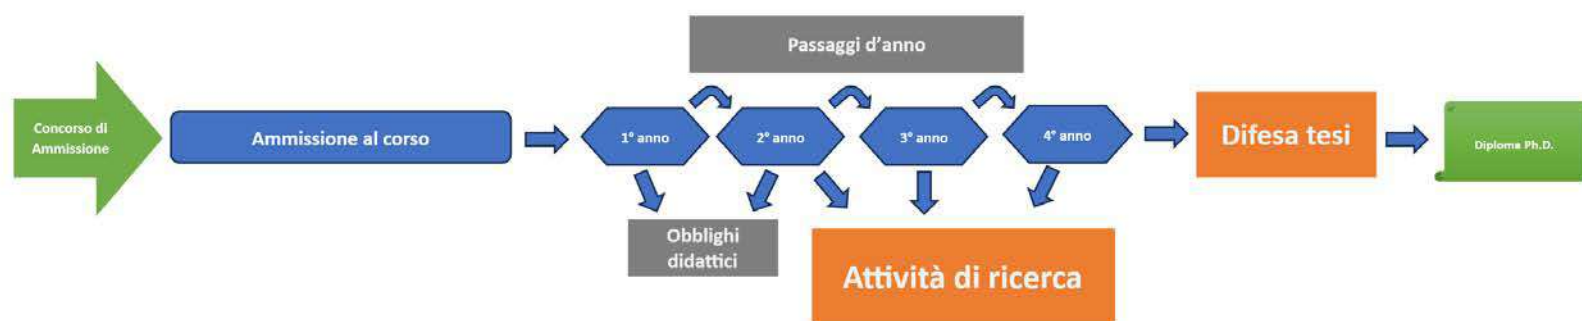 Passaggi d'anno
Concorso di
Ammissione
Ammissione al corso
1° anno
2° anno
3° anno
4° anno
Difesa tesi
Diploma Ph.D.
Obblighi
didattici
Attività di ricerca